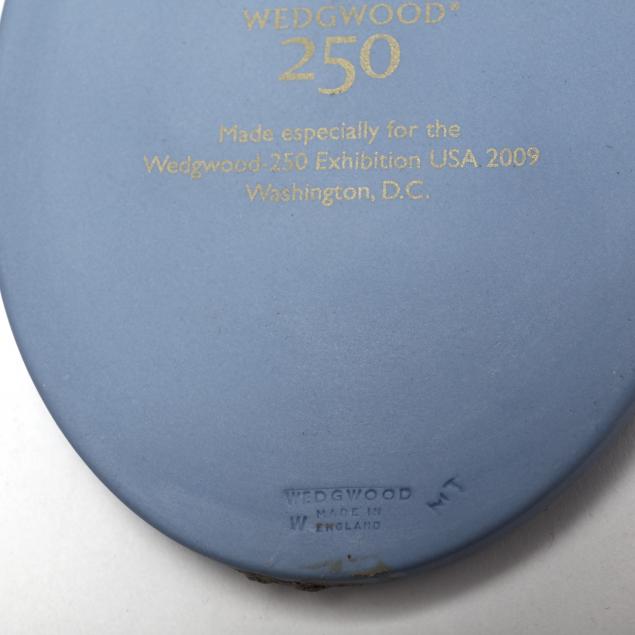 WEDGWOOD®
250
Made especially for the
Wedgwood-250 Exhibition USA 2009
Washington, D.C.
WEDGWOOD
MADE IN
W ENGLAND
MT